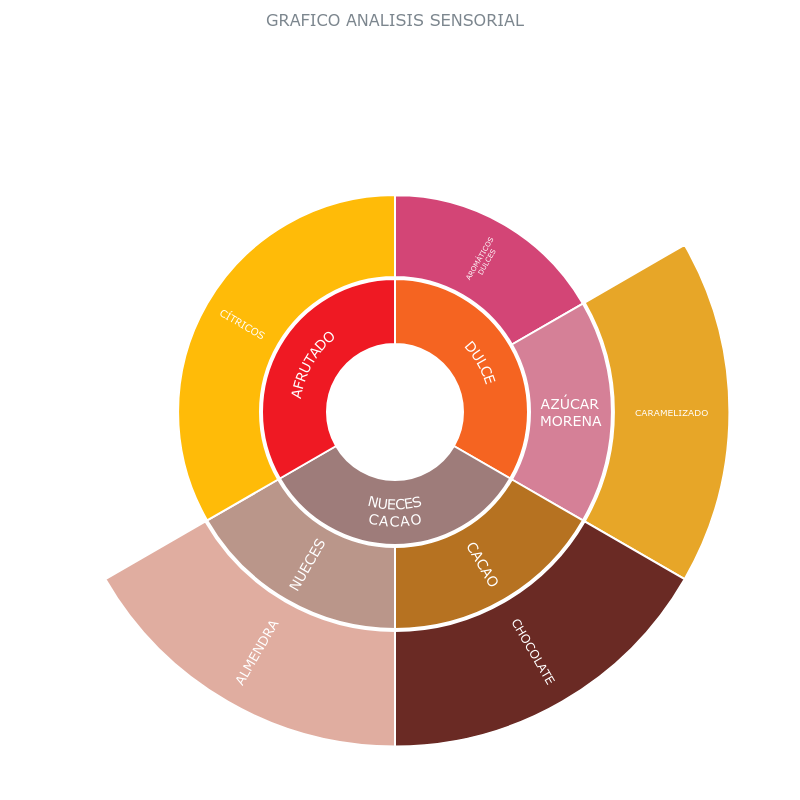 GRAFICO ANALISIS SENSORIAL
AROMÁTICOS
DULCES
CÍTRICOS
AFRUTADO
DULCE
AZÚCAR
MORENA
CARAMELIZADO
NUECES
CACAO
NUECES
CACAO
ALMENDRA
CHOCOLATE